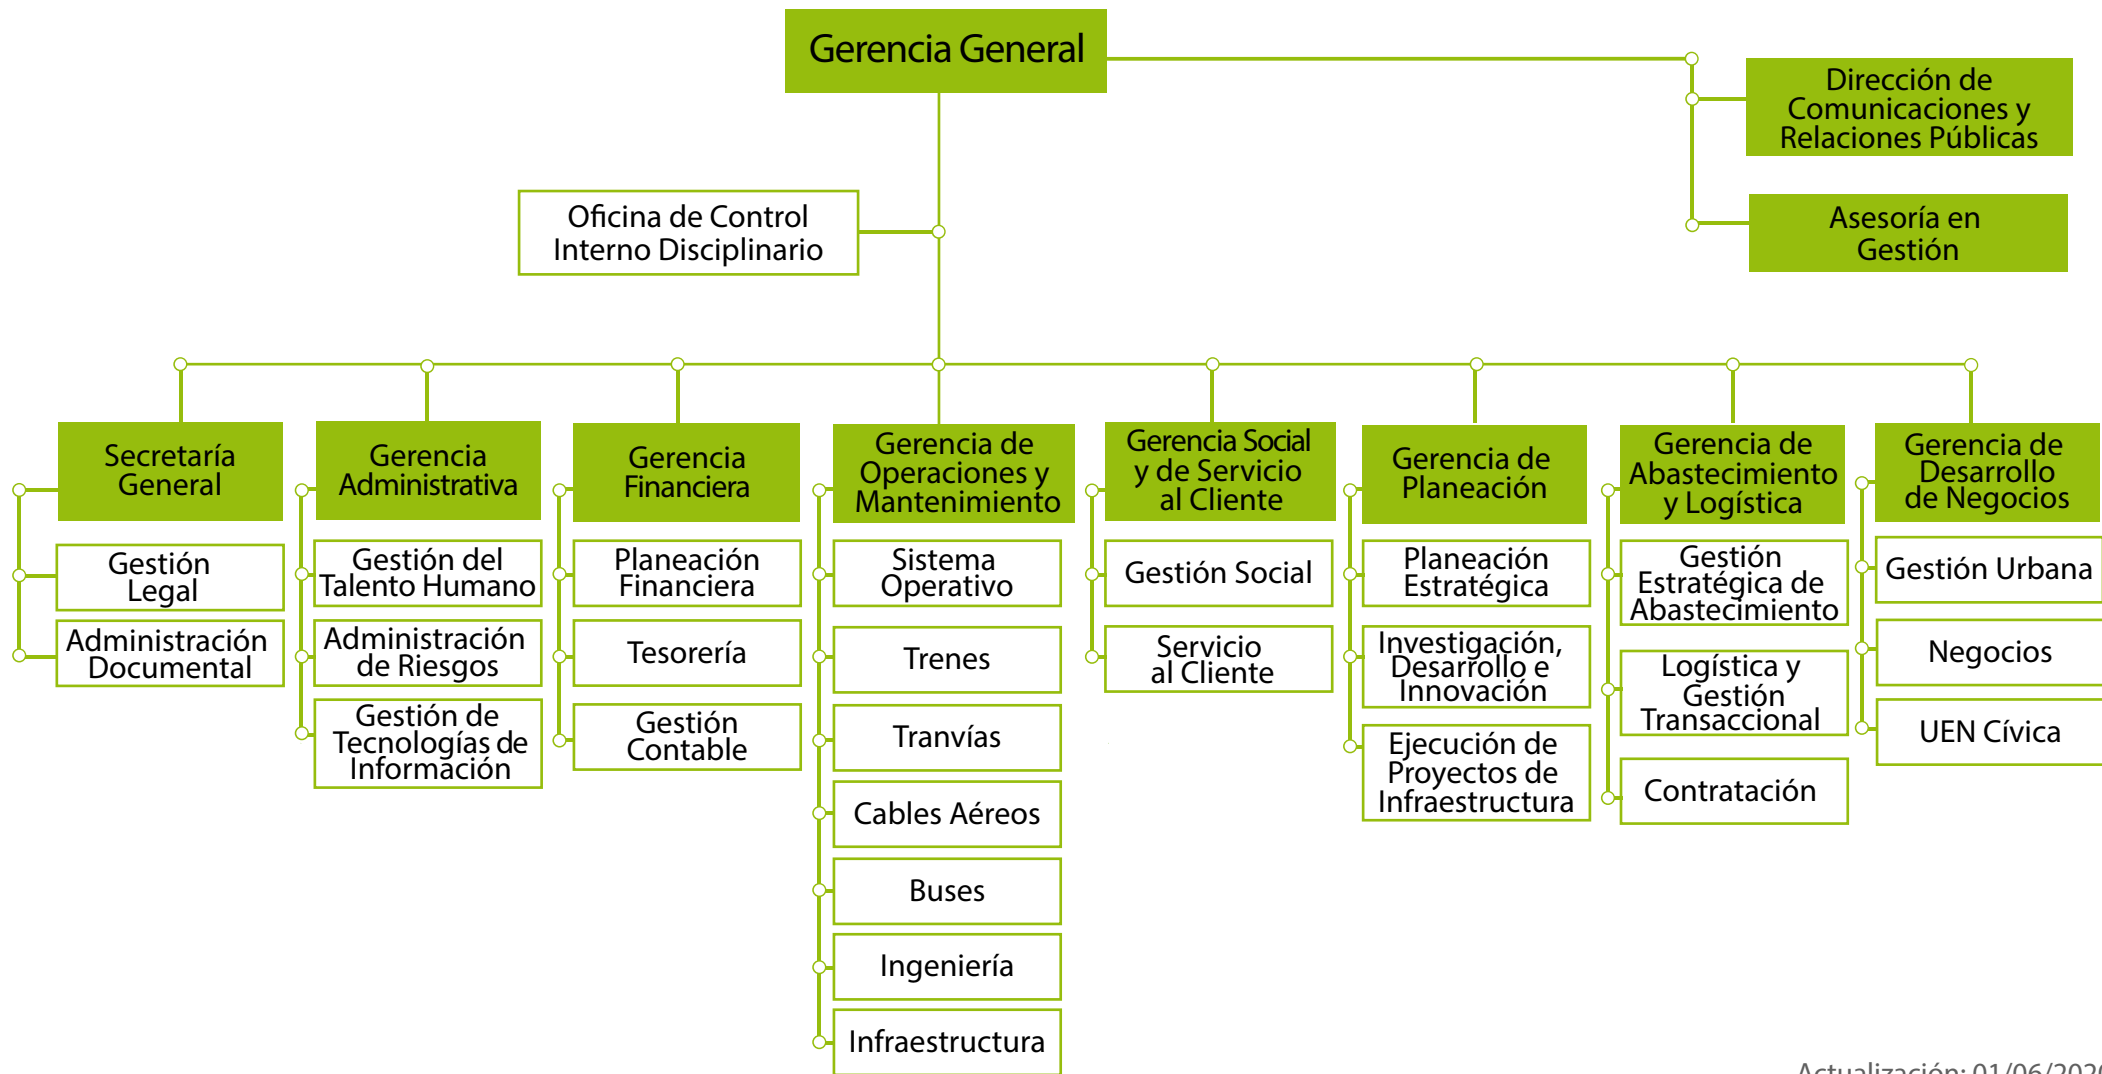 Gerencia General
Dirección de
Comunicaciones y
Relaciones Públicas
Asesoría en
Gestión
Oficina de Control
Interno Disciplinario
Secretaría
General
Gestión
Legal
Administración
Documental
Gerencia
Administrativa
Gestión del
Talento Humano
Administración
de Riesgos
Gestión de
Tecnologías de
Información
Gerencia
Financiera
Planeación
Financiera
Tesorería
Gestión
Contable
Gerencia de
Operaciones y
Mantenimiento
Sistema
Operativo
Trenes
Tranvías
Cables Aéreos
Buses
Ingeniería
Infraestructura
Gerencia Social
y de Servicio
al Cliente
Gestión Social
Servicio
al Cliente
Gerencia de
Planeación
Planeación
Estratégica
Investigación,
Desarrollo e
Innovación
Ejecución de
Proyectos de
Infraestructura
Gerencia de
Abastecimiento
y Logística
Gestión
Estratégica de
Abastecimiento
Logística y
Gestión
Transaccional
Contratación
Gerencia de
Desarrollo
de Negocios
Gestión Urbana
Negocios
UEN Cívica
Actualización: 01/06/2020